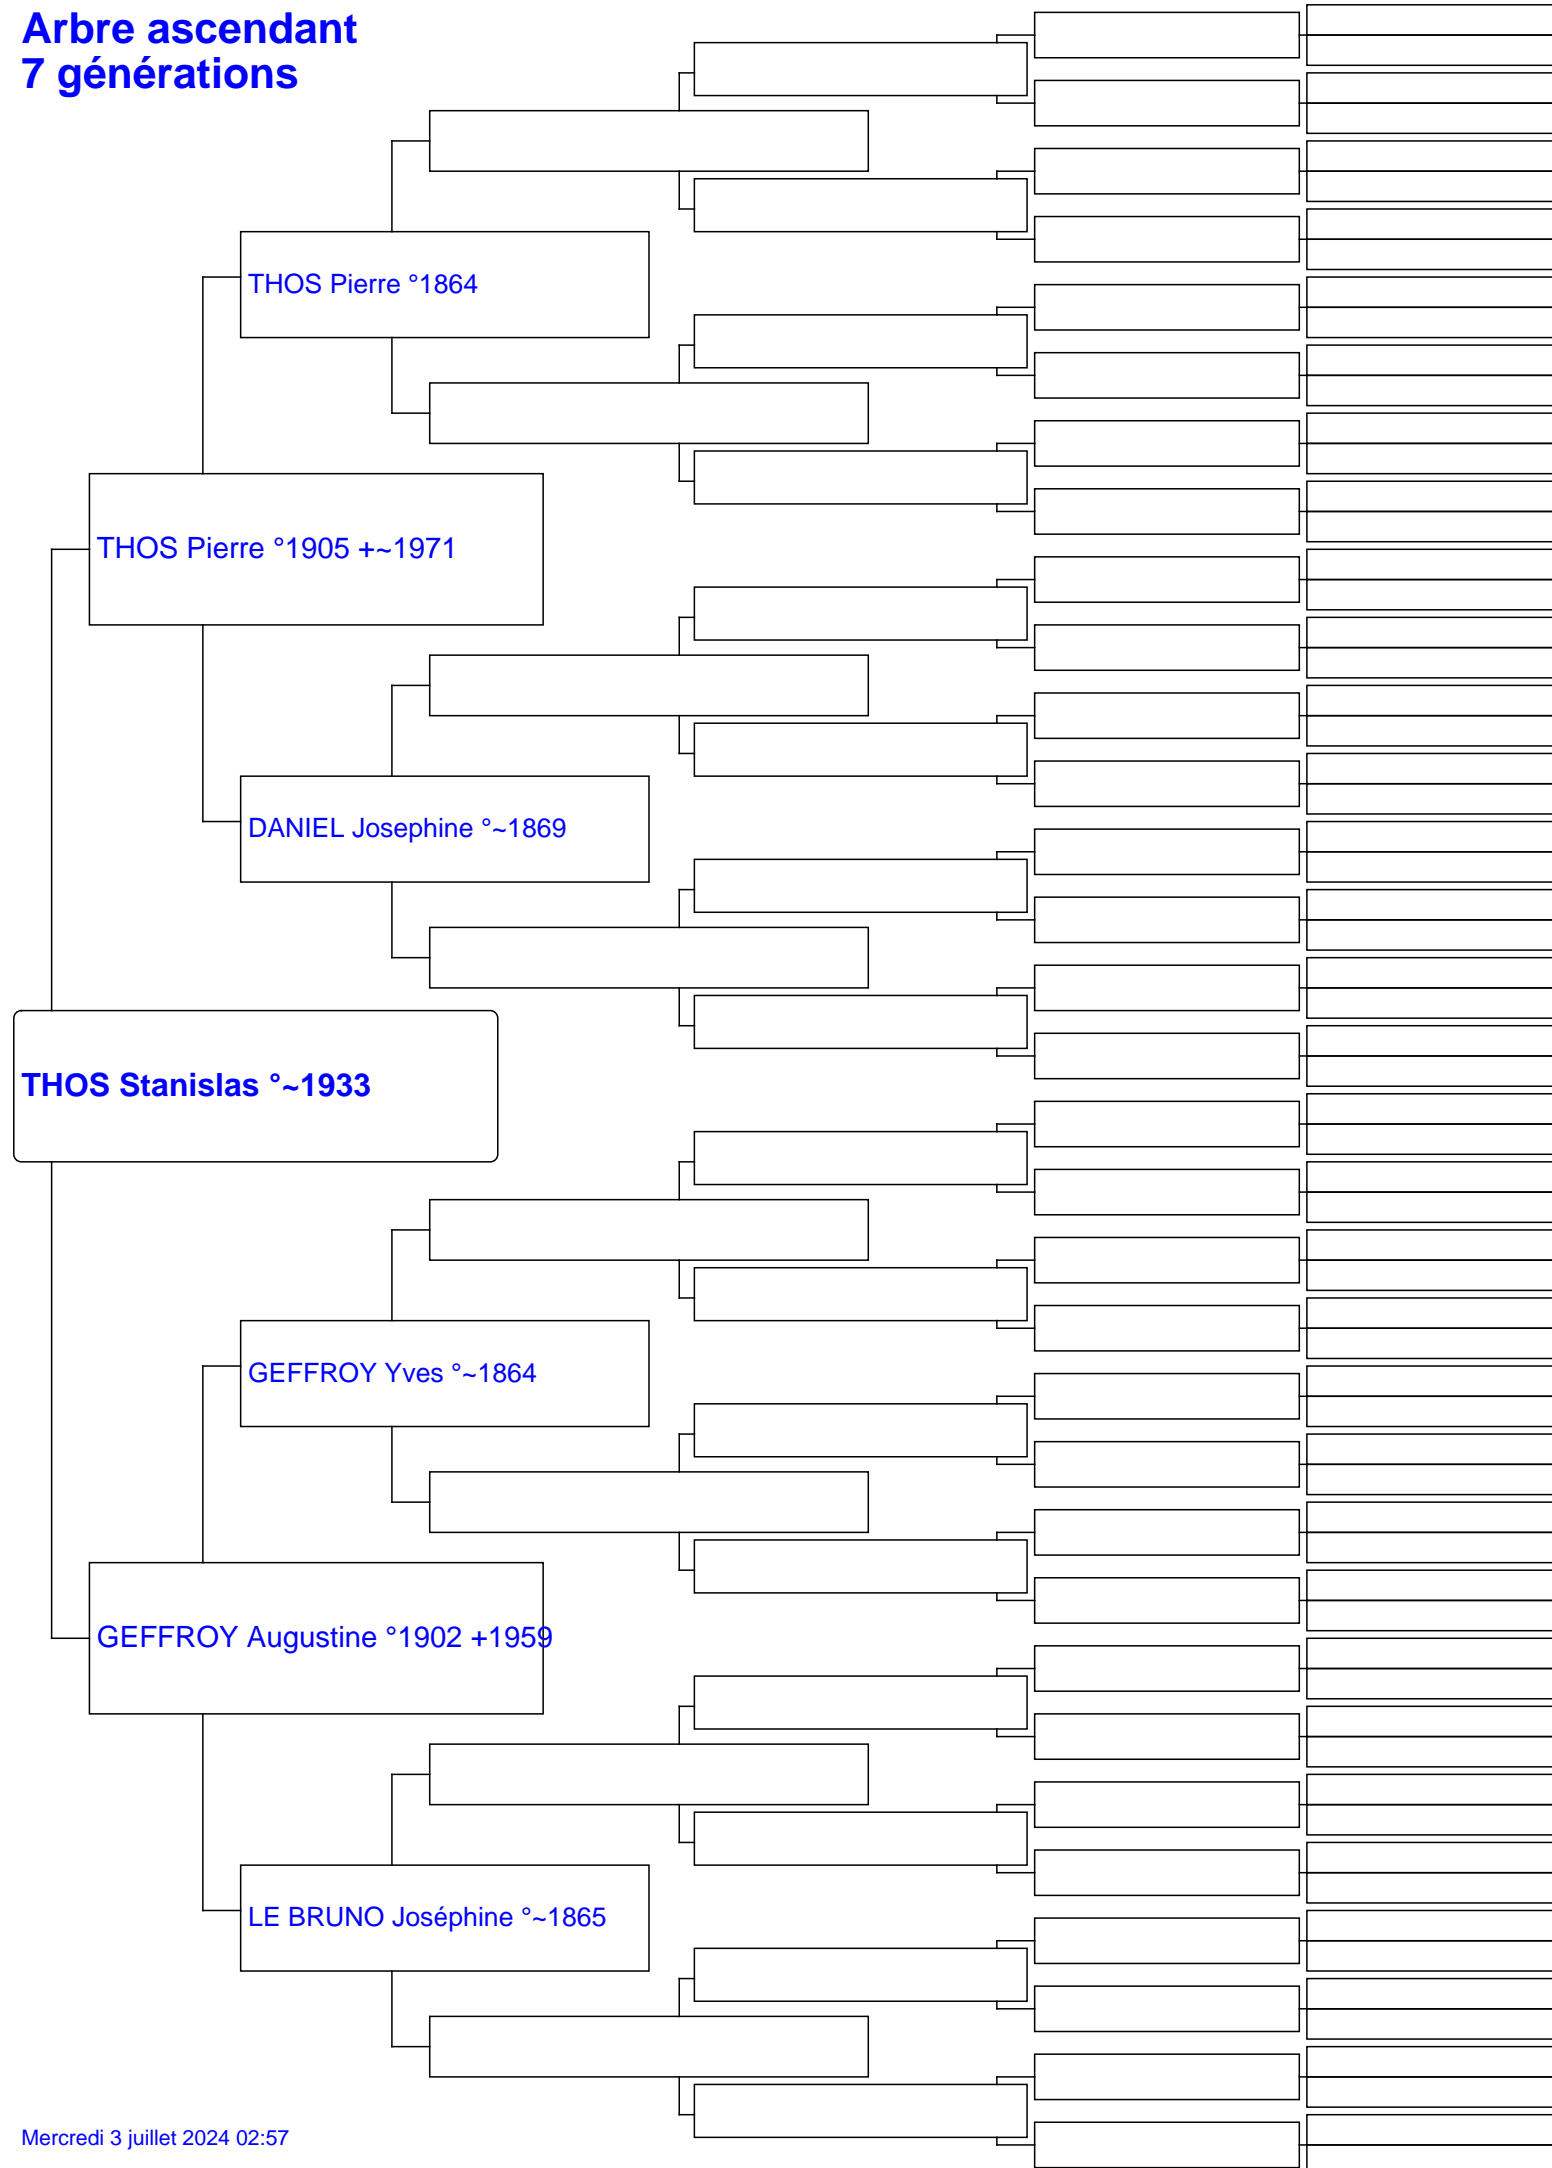 Arbre ascendant
7 générations
THOS Pierre °1864
THOS Pierre °1905 +~1971
DANIEL Josephine °~1869
THOS Stanislas °~1933
GEFFROY Yves °~1864
GEFFROY Augustine °1902 +1959
LE BRUNO Joséphine °~1865
Mercredi 3 juillet 2024 02:57